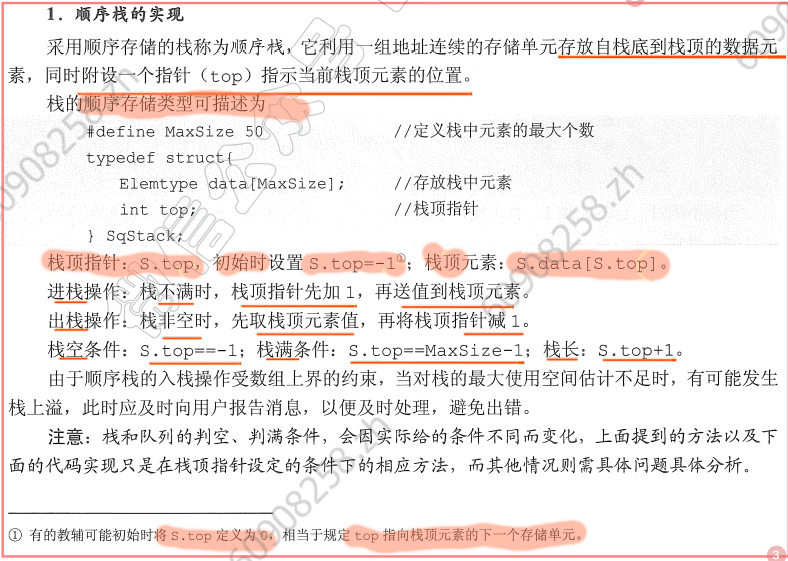 1．顺序栈的实现
采用顺序存储的栈称为顺序栈，它利用一组地址连续的存储单元存放自栈底到栈顶的数据元
素，同时附设一个指针（top）指示当前栈顶元素的位置。
栈的顺序存储类型可描述为
#define MaxSize 50 //定义栈中元素的最大个数
typedef struct{
Elemtype data[MaxSize]; //存放栈中元素
int top; //栈顶指针
} SqStack;
栈顶指针：S.top，初始时设置 S.top=-1①；栈顶元素：S.data[S.top]。
进栈操作：栈不满时，栈顶指针先加 1，再送值到栈顶元素。
出栈操作：栈非空时，先取栈顶元素值，再将栈顶指针减 1。
栈空条件：S.top==-1；栈满条件：S.top==MaxSize-1；栈长：S.top+1。
由于顺序栈的入栈操作受数组上界的约束，当对栈的最大使用空间估计不足时，有可能发生
栈上溢，此时应及时向用户报告消息，以便及时处理，避免出错。
注意：栈和队列的判空、判满条件，会因实际给的条件不同而变化，上面提到的方法以及下
面的代码实现只是在栈顶指针设定的条件下的相应方法，而其他情况则需具体问题具体分析。
① 有的教辅可能初始时将 S.top 定义为 0，相当于规定 top 指向栈顶元素的下一个存储单元。
3
60908258.zh
微信公众号
60908258.zh
60908258.zh